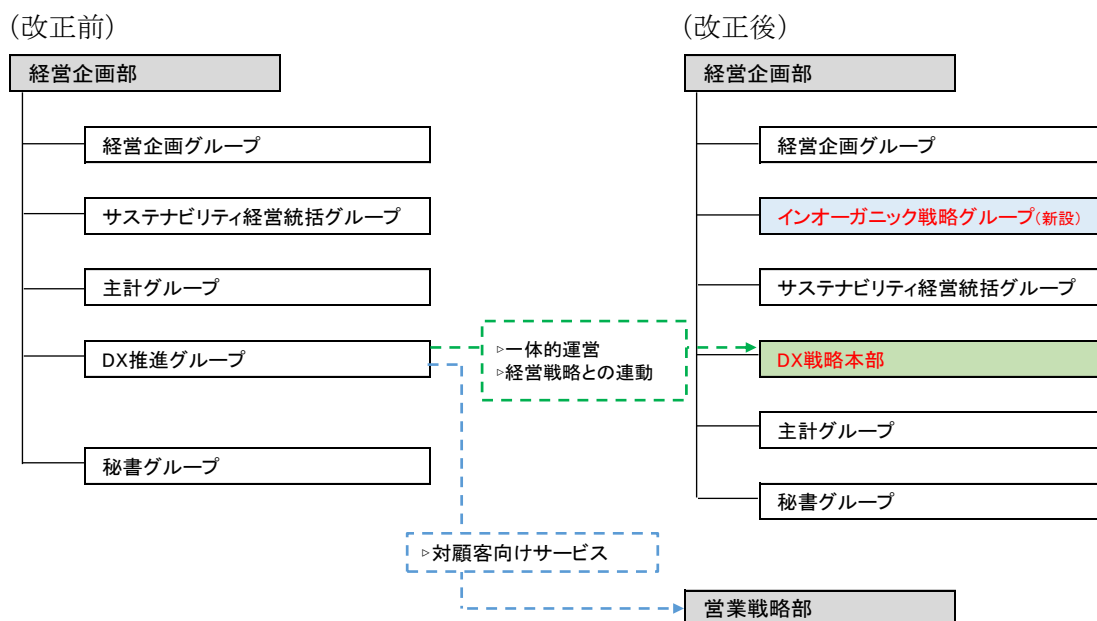 (改正前)
経営企画部
経営企画グループ
サステナビリティ経営統括グループ
主計グループ
DX推進グループ
秘書グループ
▹一体的運営
▹経営戦略との連動
▹対顧客向けサービス
(改正後)
経営企画部
経営企画グループ
インオーガニック戦略グループ(新設)
サステナビリティ経営統括グループ
DX戦略本部
主計グループ
秘書グループ
営業戦略部